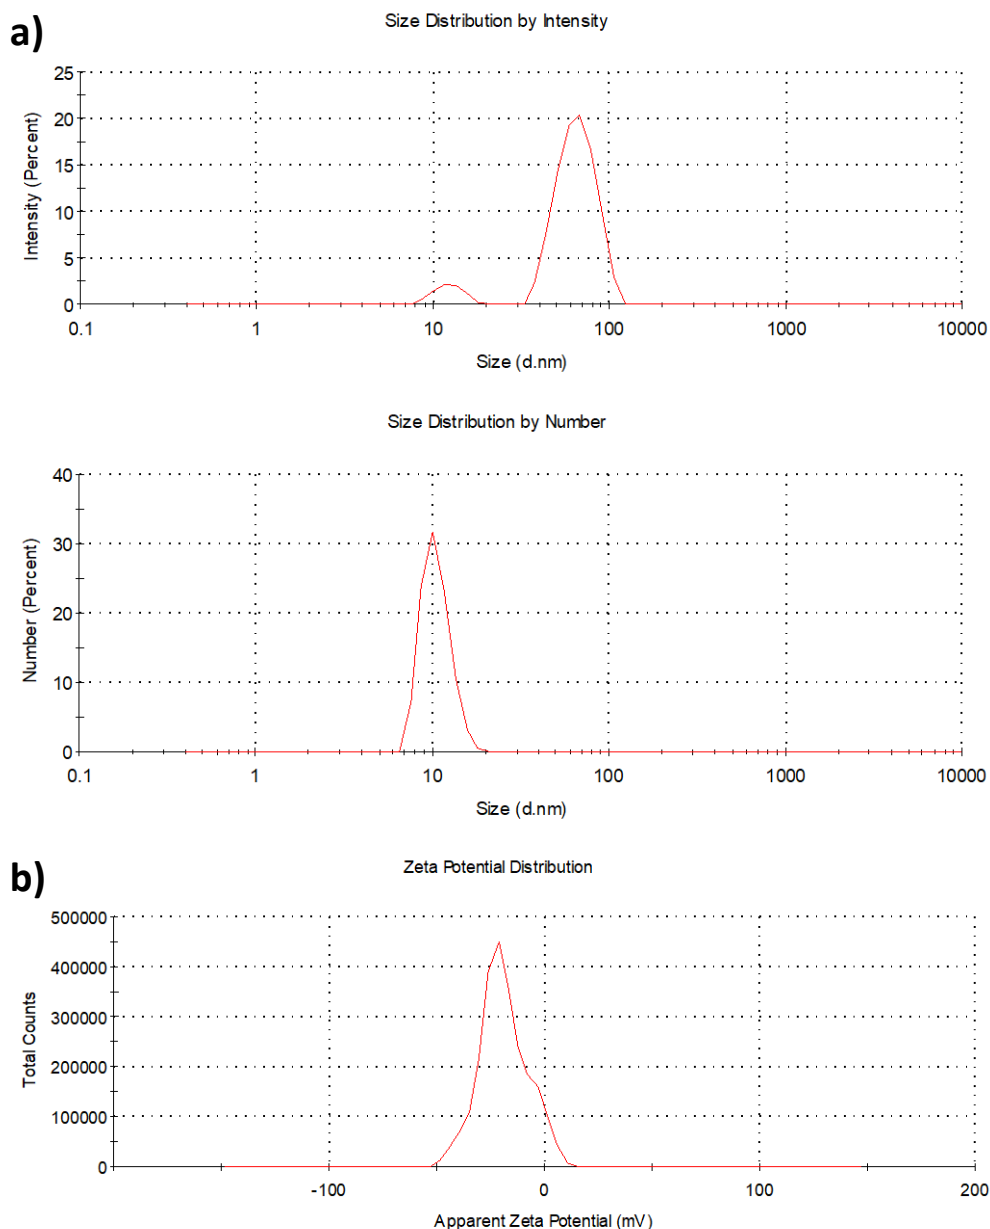 a)
Size Distribution by Intensity
Intensity (Percent)
25
20
15
10
5
0
0.1 1 10 100 1000 10000
Size (d.nm)
Size Distribution by Number
Number (Percent)
40
30
20
10
0
0.1 1 10 100 1000 10000
Size (d.nm)
b)
Zeta Potential Distribution
Total Counts
500000
400000
300000
200000
100000
0
-100 0 100 200
Apparent Zeta Potential (mV)